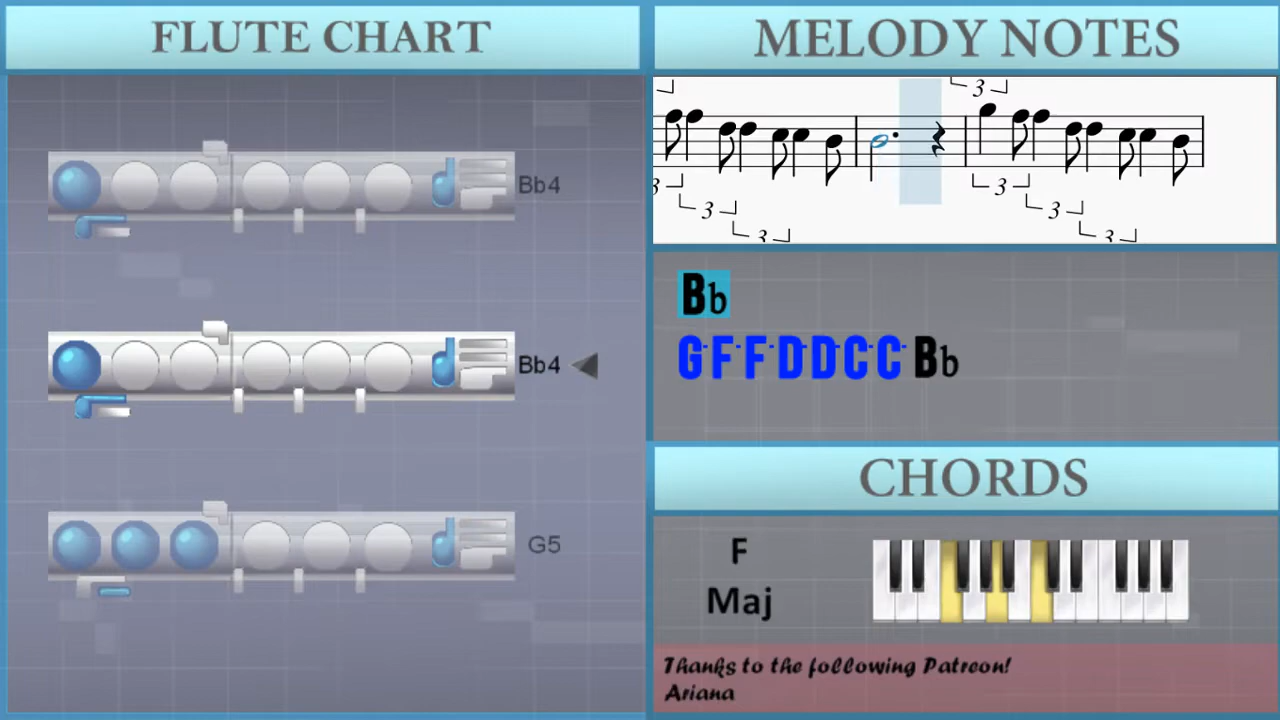 FLUTE CHART
Bb4
Bb4
G5
MELODY NOTES
3
3 3
3 3
3 3
Bb
G-F-F-D-D-C-C- Bb
CHORDS
F
Maj
Thanks to the following Patreon!
Ariana